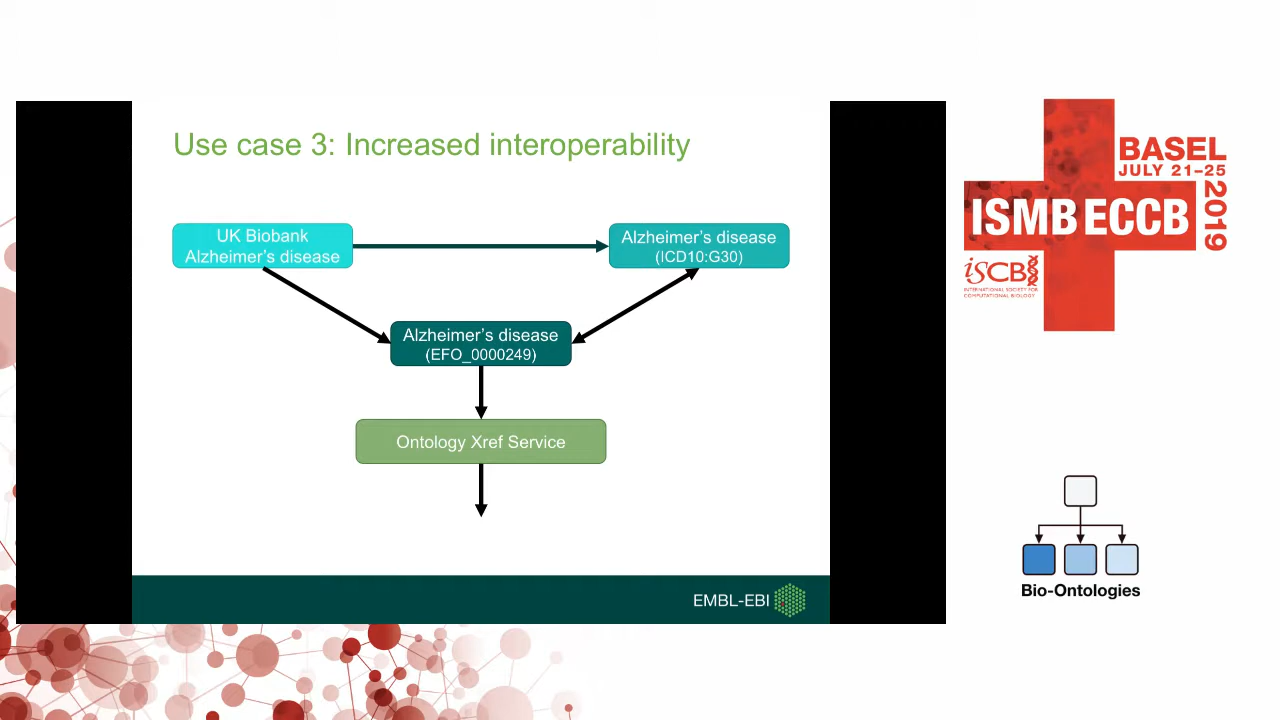 Use case 3: Increased interoperability
UK Biobank
Alzheimer's disease
Alzheimer's disease
(ICD10:G30)
Alzheimer's disease
(EFO_0000249)
Ontology Xref Service
EMBL-EBI
BASEL
JULY 21–25
2019
ISMB ECCB
ISCB
INTERNATIONAL SOCIETY FOR
COMPUTATIONAL BIOLOGY
Bio-Ontologies